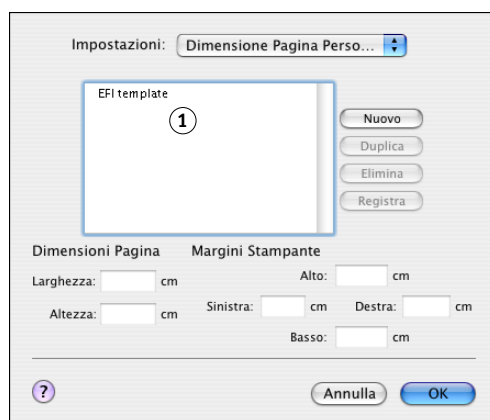 Impostazioni: Dimensione Pagina Perso...
EFI template
1
Nuovo
Duplica
Elimina
Registra
Dimensioni Pagina Margini Stampante
Larghezza: cm
Altezza: cm
Alto: cm
Sinistra: cm Destra: cm
Basso: cm
? Annulla OK